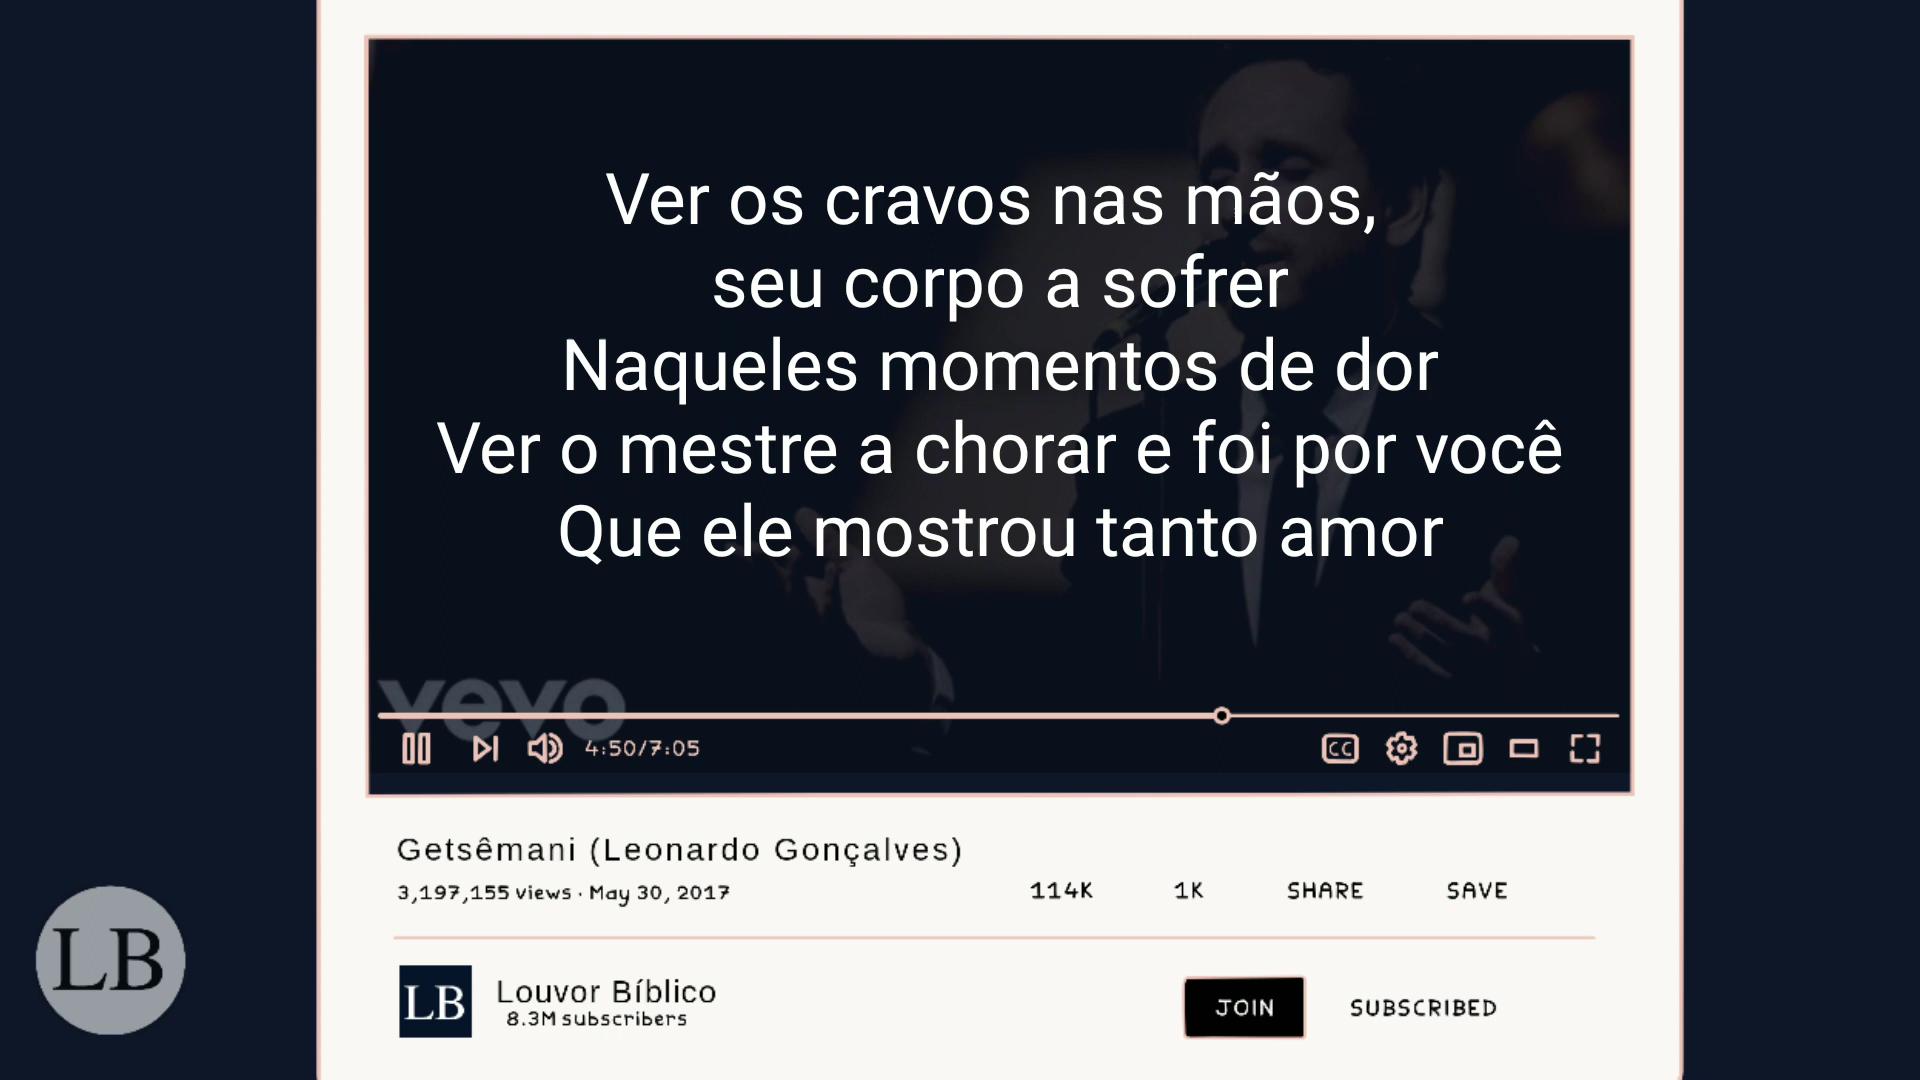 Ver os cravos nas mãos,
seu corpo a sofrer
Naqueles momentos de dor
Ver o mestre a chorar e foi por você
Que ele mostrou tanto amor
vevo
4:50/7:05
CC
Getsêmani (Leonardo Gonçalves)
3,197,155 views · May 30, 2017
114K 1K SHARE SAVE
LB
LB
Louvor Bíblico
8.3M subscribers
JOIN SUBSCRIBED